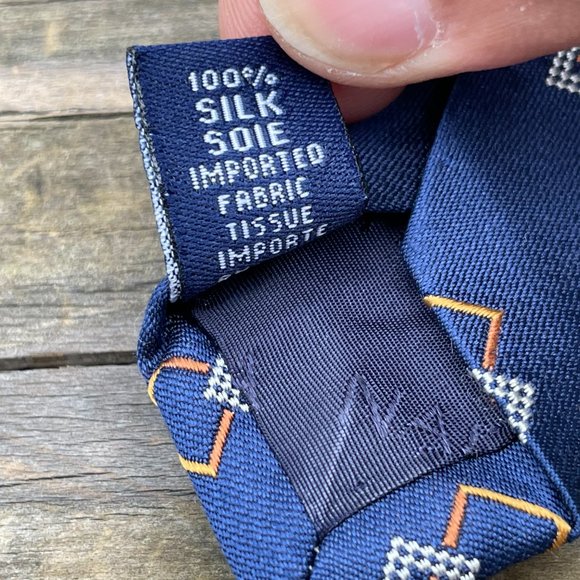 100%
SILK
SOIE
IMPORTED
FABRIC
TISSUE
IMPORTE